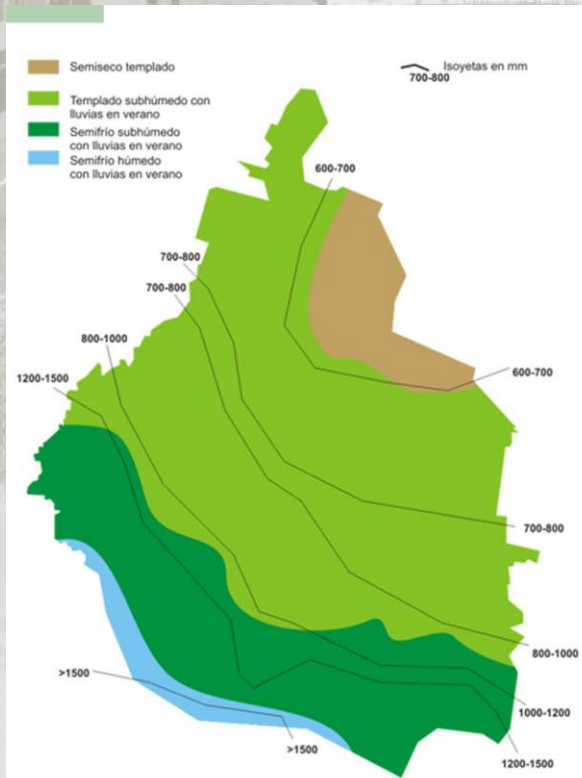 Semiseco templado
Isoyetas en mm
700-800
Templado subhúmedo con
lluvias en verano
Semifrío subhúmedo
con lluvias en verano
Semifrío húmedo
con lluvias en verano
600-700
700-800
700-800
800-1000
1200-1500
600-700
700-800
800-1000
>1500
1000-1200
>1500
1200-1500